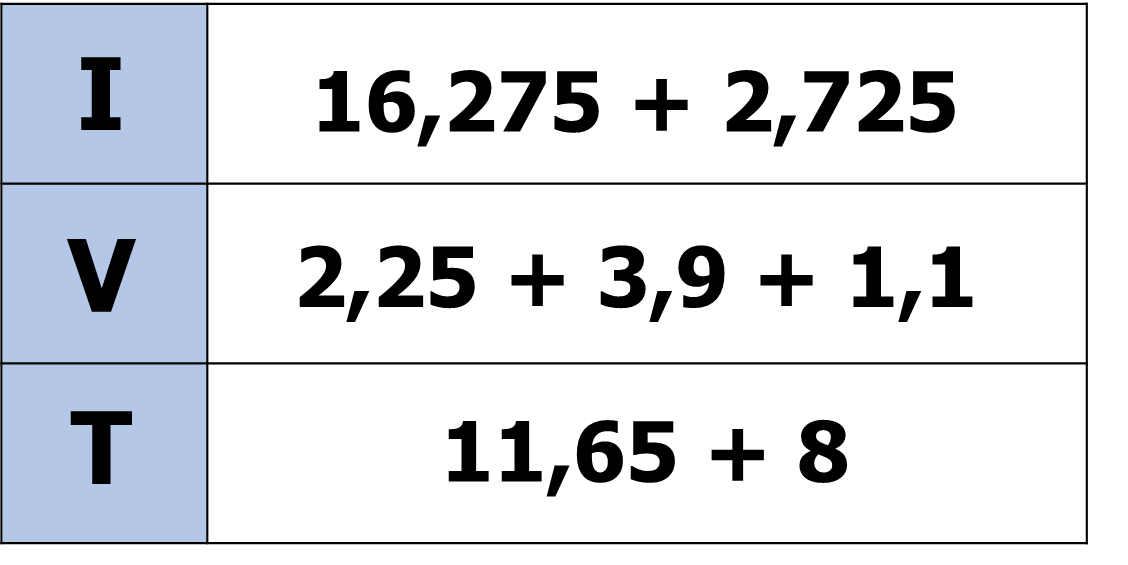 I 16,275 + 2,725
V 2,25 + 3,9 + 1,1
T 11,65 + 8